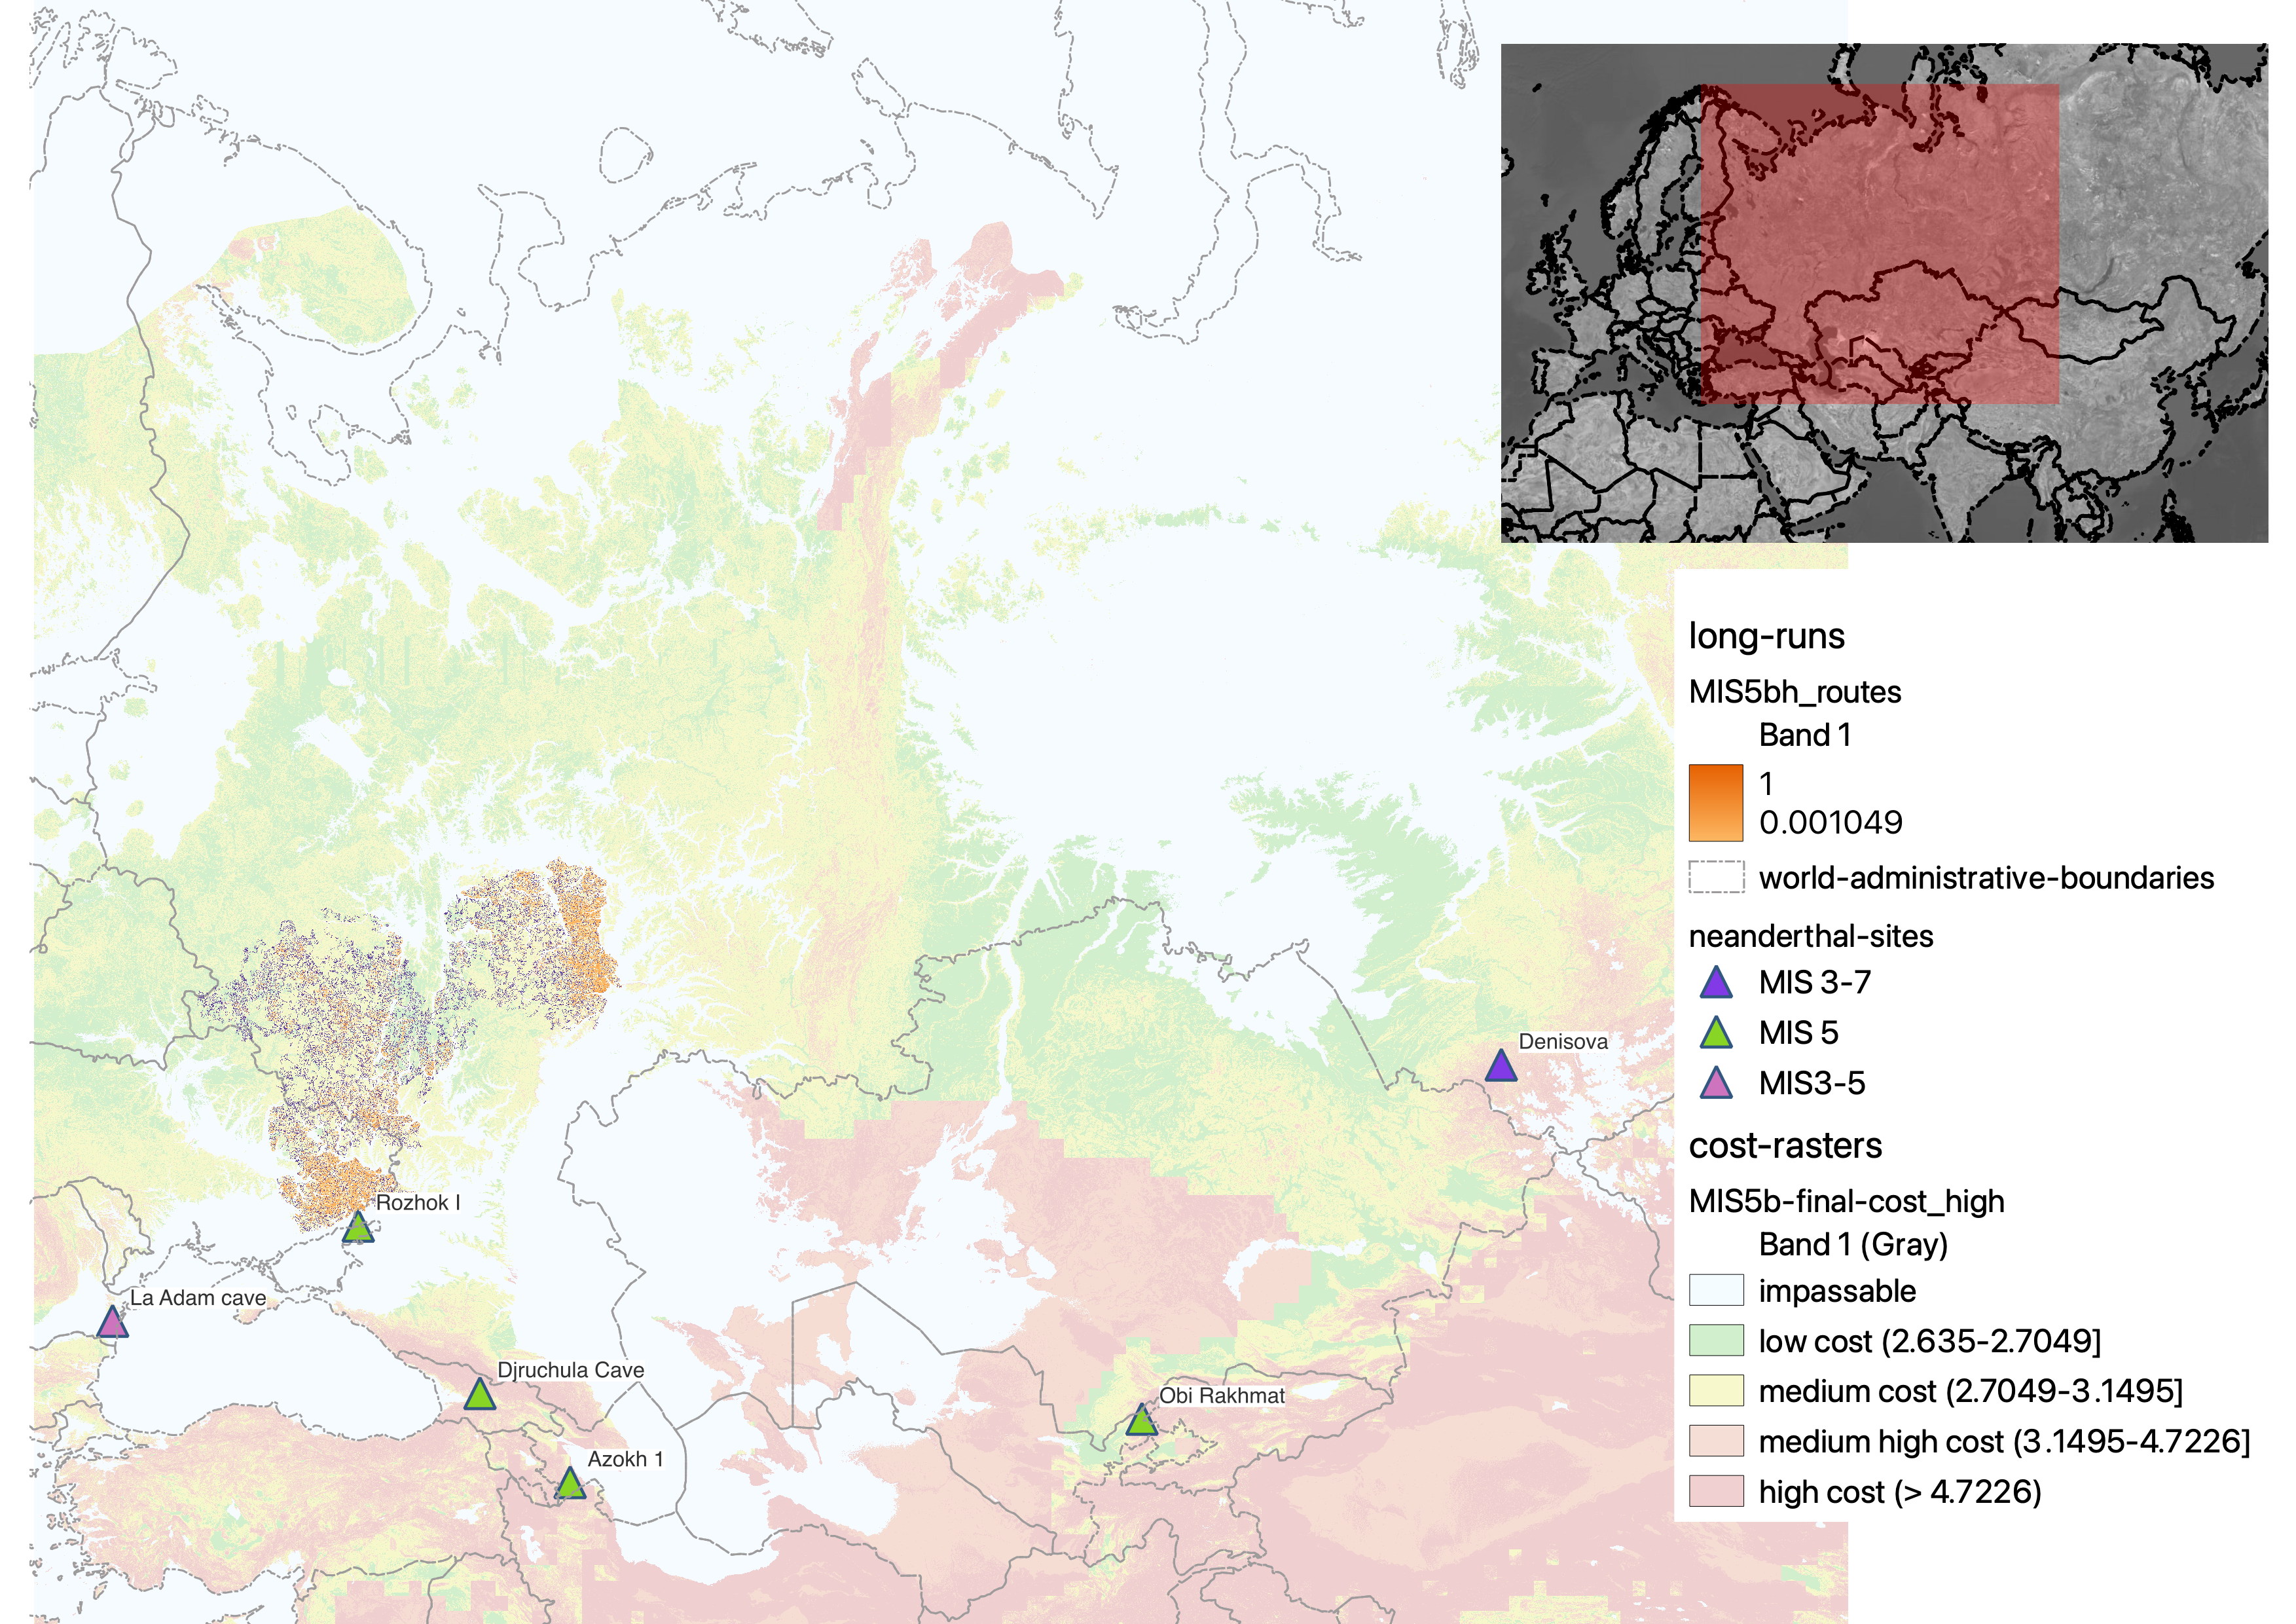 long-runs
MIS5bh_routes
Band 1
1
0.001049
world-administrative-boundaries
neanderthal-sites
MIS 3-7
MIS 5
MIS3-5
cost-rasters
MIS5b-final-cost_high
Band 1 (Gray)
impassable
low cost (2.635-2.7049]
medium cost (2.7049-3.1495]
medium high cost (3.1495-4.7226]
high cost (> 4.7226)
Denisova
Rozhok I
La Adam cave
Djruchula Cave
Obi Rakhmat
Azokh 1